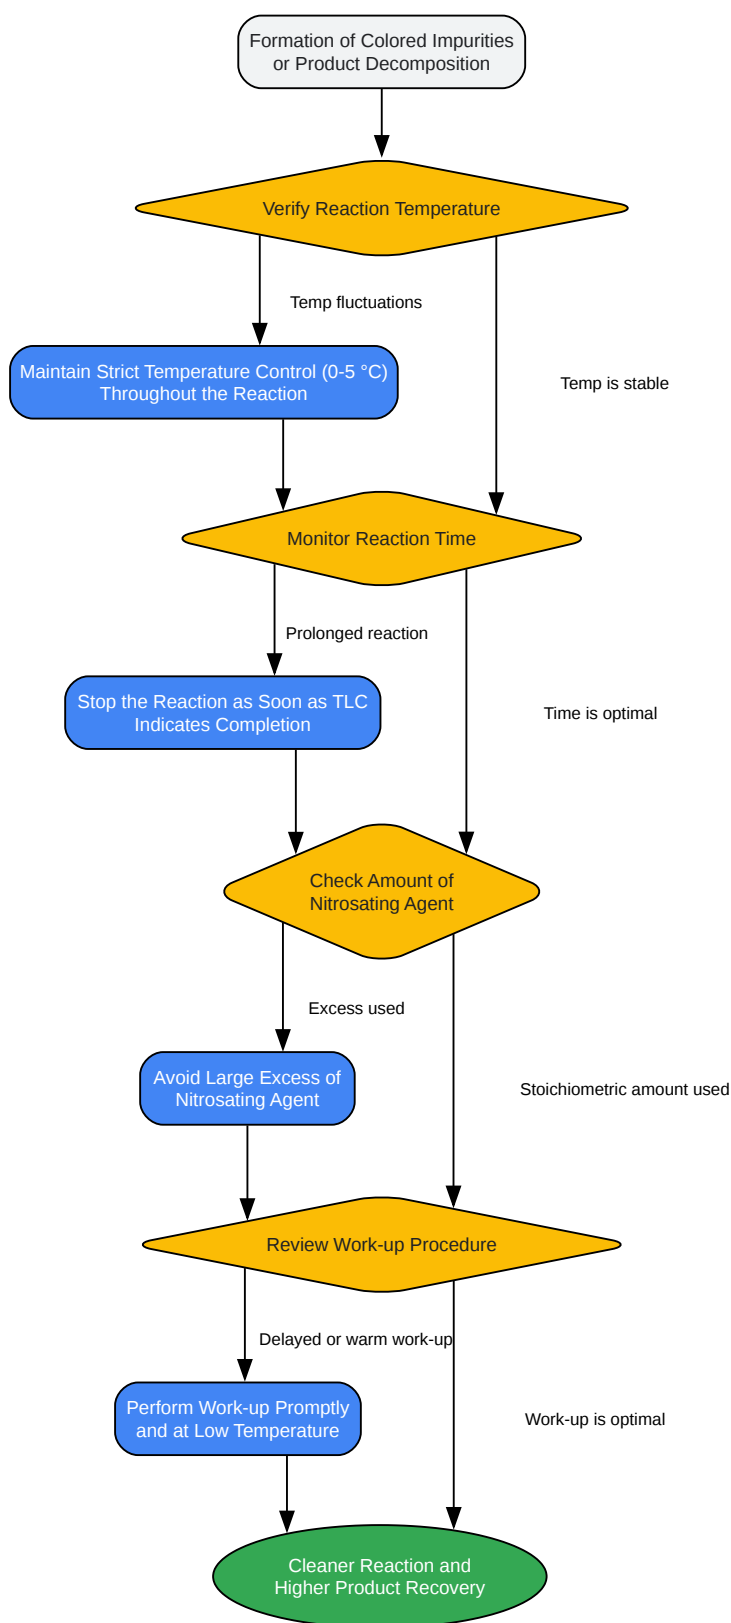 Formation of Colored Impurities
or Product Decomposition
Verify Reaction Temperature
Temp fluctuations
Maintain Strict Temperature Control (0-5 °C)
Throughout the Reaction
Temp is stable
Monitor Reaction Time
Prolonged reaction
Stop the Reaction as Soon as TLC
Indicates Completion
Time is optimal
Check Amount of
Nitrosating Agent
Excess used
Avoid Large Excess of
Nitrosating Agent
Stoichiometric amount used
Review Work-up Procedure
Delayed or warm work-up
Perform Work-up Promptly
and at Low Temperature
Work-up is optimal
Cleaner Reaction and
Higher Product Recovery